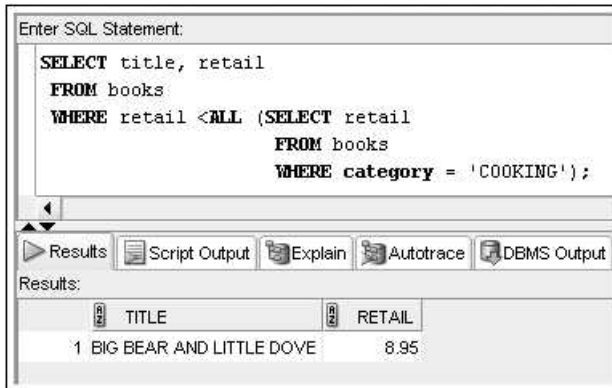 Enter SQL Statement:
SELECT title, retail
FROM books
WHERE retail <ALL (SELECT retail
FROM books
WHERE category = 'COOKING');
Results Script Output Explain Autotrace DBMS Output
Results:
TITLE RETAIL
1 BIG BEAR AND LITTLE DOVE 8.95